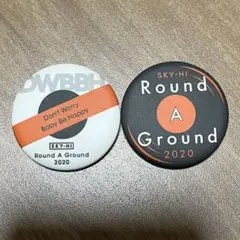 DWBBH
Don't Worry
Baby Be Happy
SKY-HI
Round A Ground
2020
SKY-HI
Round
A
Ground
2020